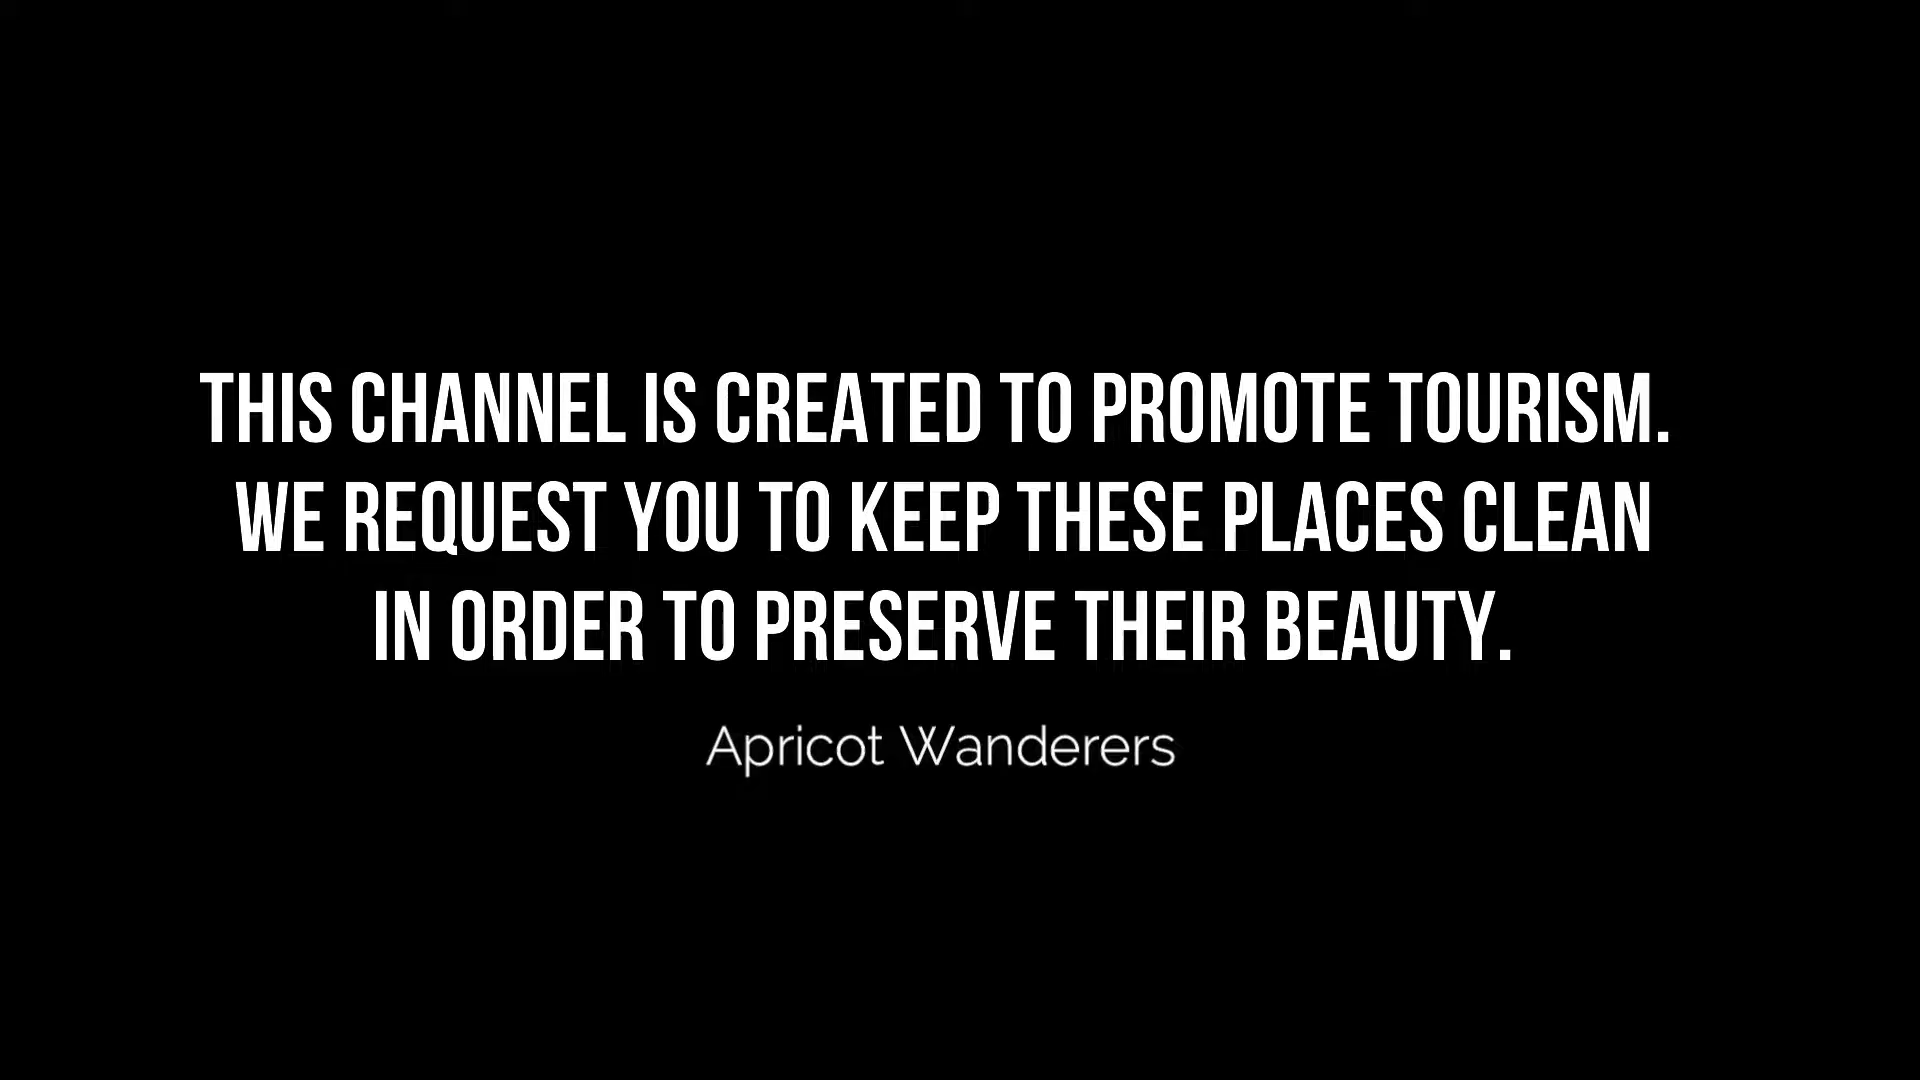 THIS CHANNEL IS CREATED TO PROMOTE TOURISM.
WE REQUEST YOU TO KEEP THESE PLACES CLEAN
IN ORDER TO PRESERVE THEIR BEAUTY.
Apricot Wanderers